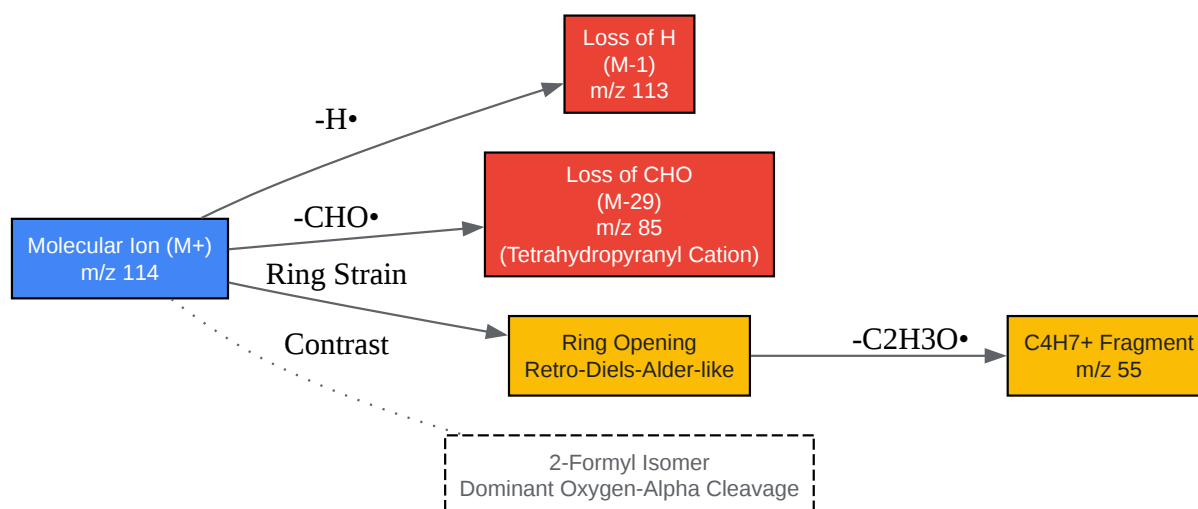 Loss of H
(M-1)
m/z 113
-H•
Loss of CHO
(M-29)
m/z 85
(Tetrahydropyranyl Cation)
-CHO•
Molecular Ion (M+)
m/z 114
Ring Strain
Contrast
Ring Opening
Retro-Diels-Alder-like
-C2H3O•
C4H7+ Fragment
m/z 55
2-Formyl Isomer
Dominant Oxygen-Alpha Cleavage